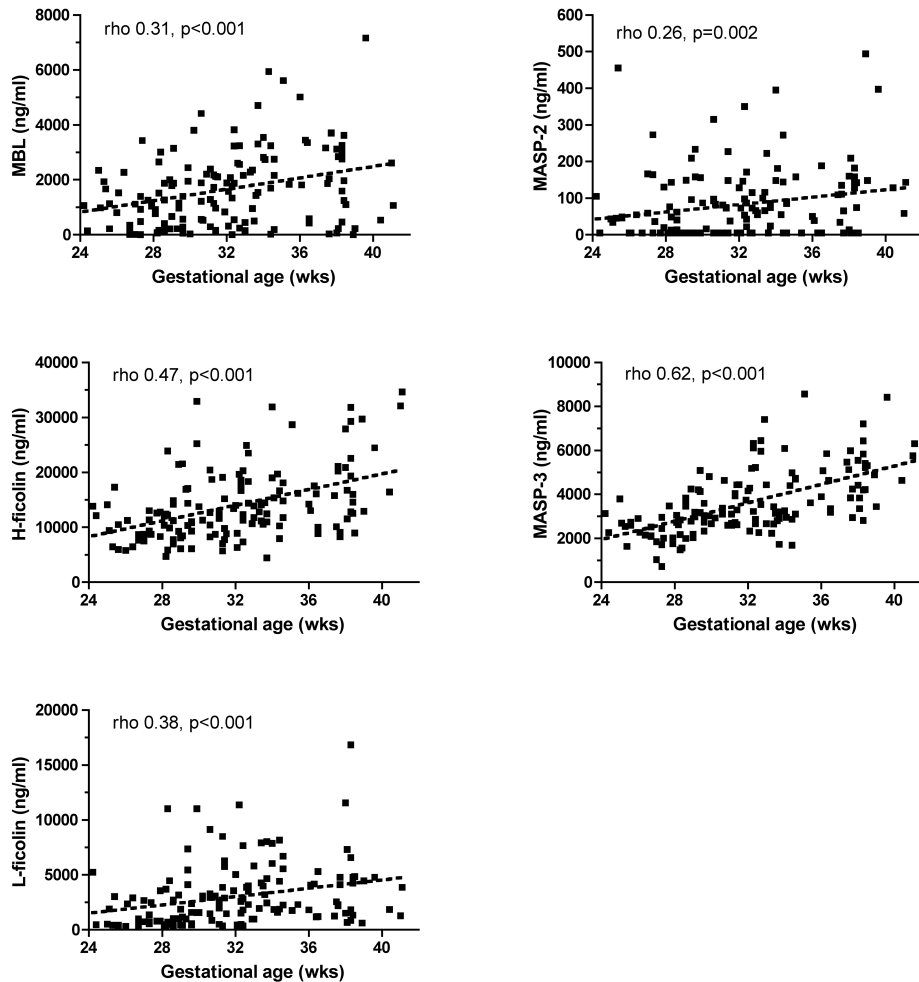 rho 0.31, p<0.001
MBL (ng/ml)
8000
6000
4000
2000
0
24 28 32 36 40
Gestational age (wks)
rho 0.26, p=0.002
MASP-2 (ng/ml)
600
500
400
300
200
100
0
24 28 32 36 40
Gestational age (wks)
rho 0.47, p<0.001
H-ficolin (ng/ml)
40000
30000
20000
10000
0
24 28 32 36 40
Gestational age (wks)
rho 0.62, p<0.001
MASP-3 (ng/ml)
10000
8000
6000
4000
2000
0
24 28 32 36 40
Gestational age (wks)
rho 0.38, p<0.001
L-ficolin (ng/ml)
20000
15000
10000
5000
0
24 28 32 36 40
Gestational age (wks)